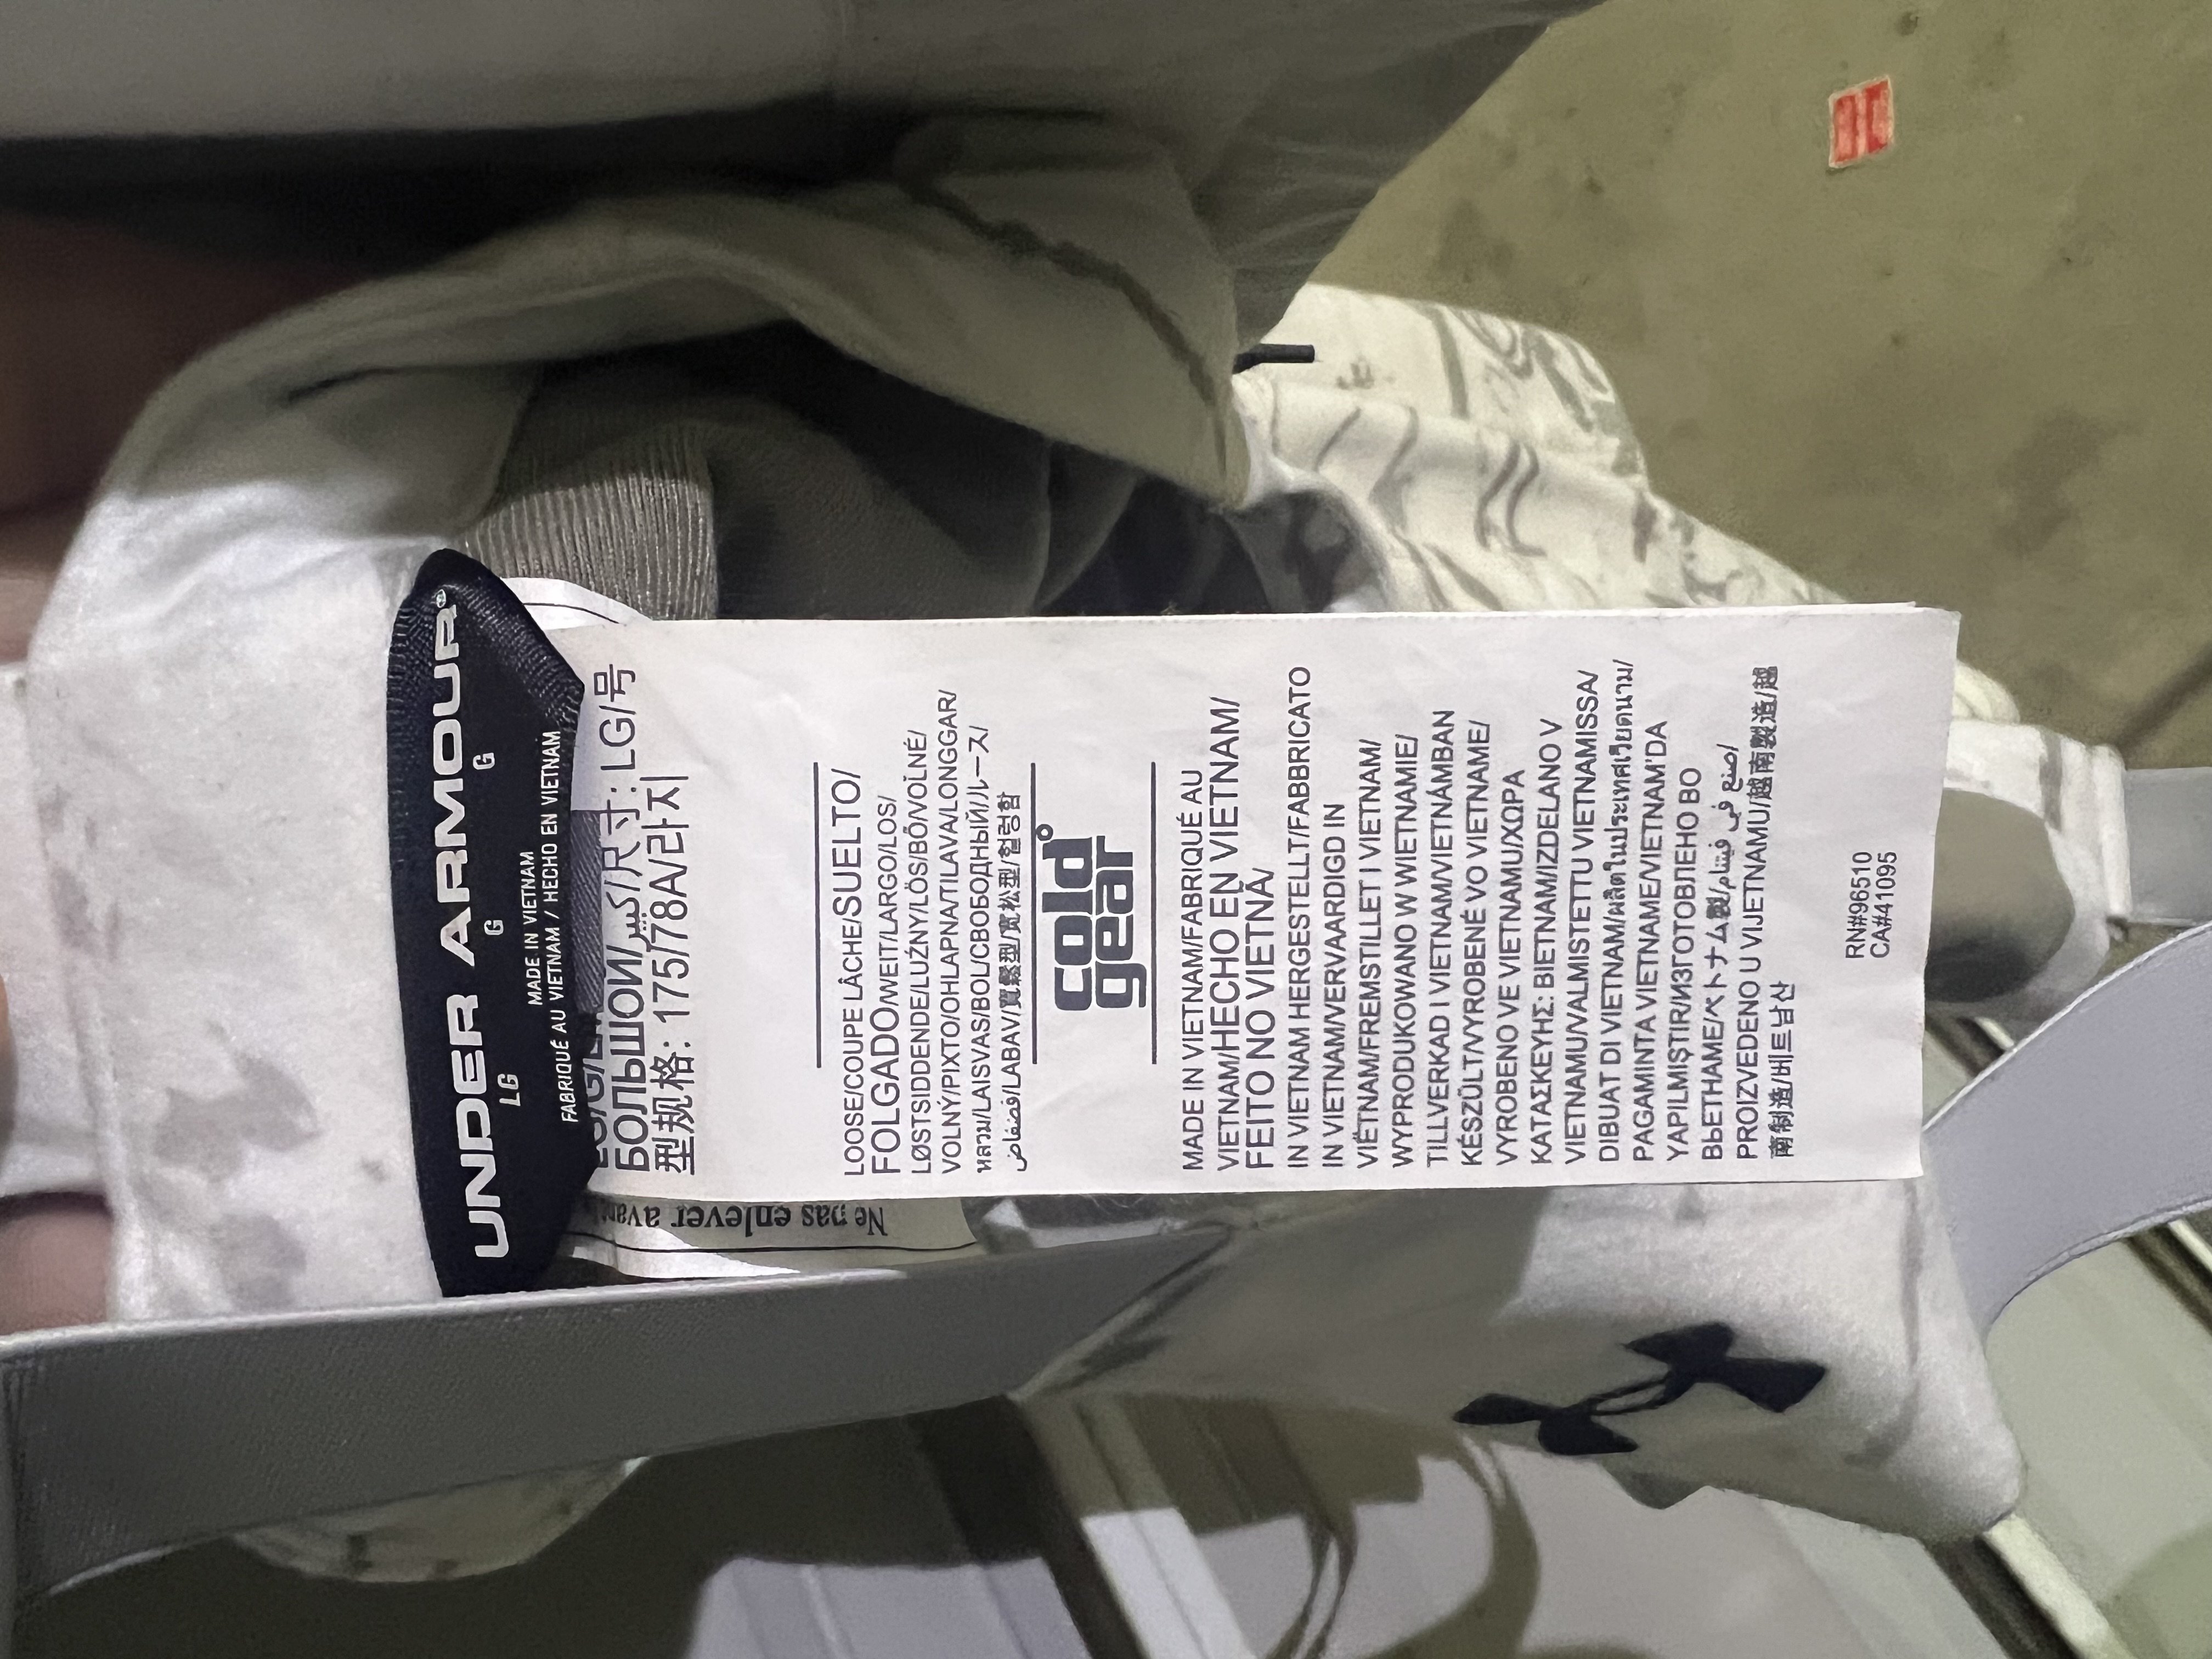 UNDER ARMOUR®
LG G G
MADE IN VIETNAM
FABRIQUÉ AU VIETNAM / HECHO EN VIETNAM
БОЛЬШОЙ/كبير/尺寸: LG/号
型规格: 175/78A/라지
LOOSE/COUPE LÂCHE/SUELTO/
FOLGADO/WEIT/LARGO/LOS/
LØSTSIDDENDE/LUŹNY/LÖS/BŐ/VOĽNÉ/
VOLNÝ/ΡΙΧΤΟ/OHLAPNA/TILAVA/LONGGAR/
หลวม/LAISVAS/BOL/СВОБОДНЫЙ/ルース/
فضفاض/LABAV/寬鬆型/宽松型/헐렁함
cold
gear
MADE IN VIETNAM/FABRIQUÉ AU
VIETNAM/HECHO EN VIETNAM/
FEITO NO VIETNÃ/
IN VIETNAM HERGESTELLT/FABBRICATO
IN VIETNAM/VERVAARDIGD IN
VIËTNAM/FREMSTILLET I VIETNAM/
WYPRODUKOWANO W WIETNAMIE/
TILLVERKAD I VIETNAM/VIETNÁMBAN
KÉSZÜLT/VYROBENÉ VO VIETNAME/
VYROBENO VE VIETNAMU/ΧΩΡΑ
ΚΑΤΑΣΚΕΥΗΣ: ΒΙΕΤΝΑΜ/IZDELANO V
VIETNAMU/VALMISTETTU VIETNAMISSA/
DIBUAT DI VIETNAM/ผลิตในประเทศเวียดนาม/
PAGAMINTA VIETNAME/VIETNAM'DA
YAPILMIŞTIR/ИЗГОТОВЛЕНО ВО
ВЬЕТНАМЕ/ベトナム製/صنع في فيتنام/
PROIZVEDENO U VIJETNAMU/越南製造/越
南制造/베트남산
RN#96510
CA#41095
Ne pas enlever avant